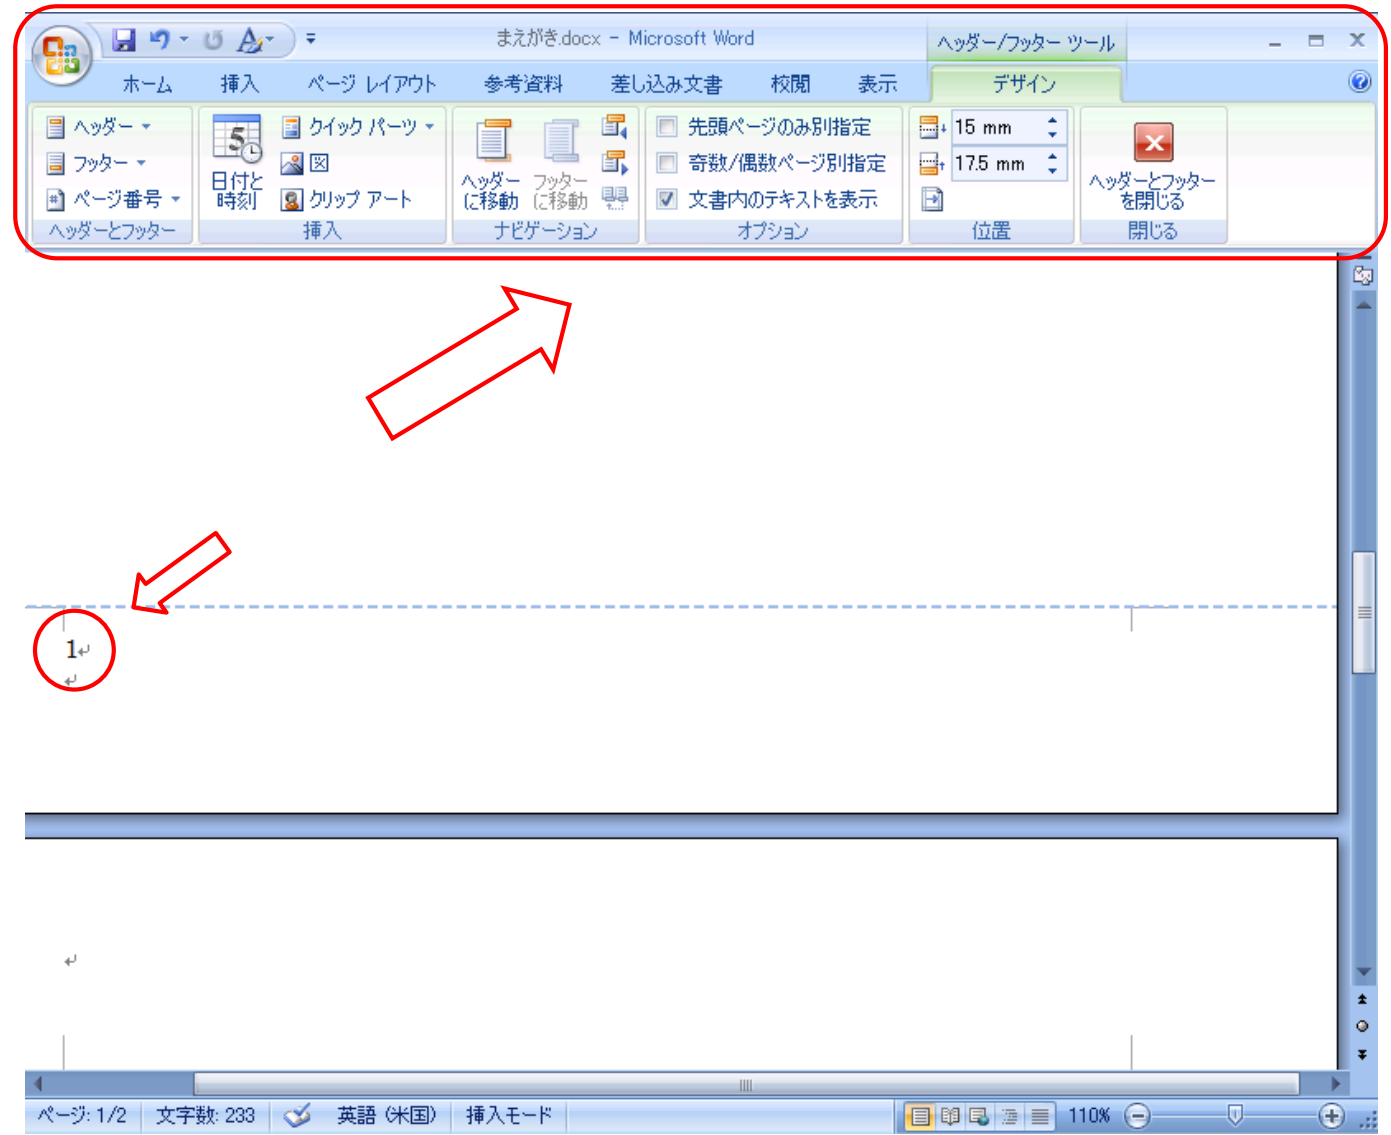 まえがき.docx - Microsoft Word
ヘッダー/フッター ツール
ホーム 挿入 ページ レイアウト 参考資料 差し込み文書 校閲 表示 デザイン
ヘッダー
フッター
ページ番号
ヘッダーとフッター
5
日付と
時刻
クイック パーツ
図
クリップ アート
挿入
ヘッダー
に移動
フッター
に移動
ナビゲーション
先頭ページのみ別指定
奇数/偶数ページ別指定
文書内のテキストを表示
オプション
15 mm
17.5 mm
位置
ヘッダーとフッター
を閉じる
閉じる
1
ページ: 1/2 文字数: 233 英語 (米国) 挿入モード 110%